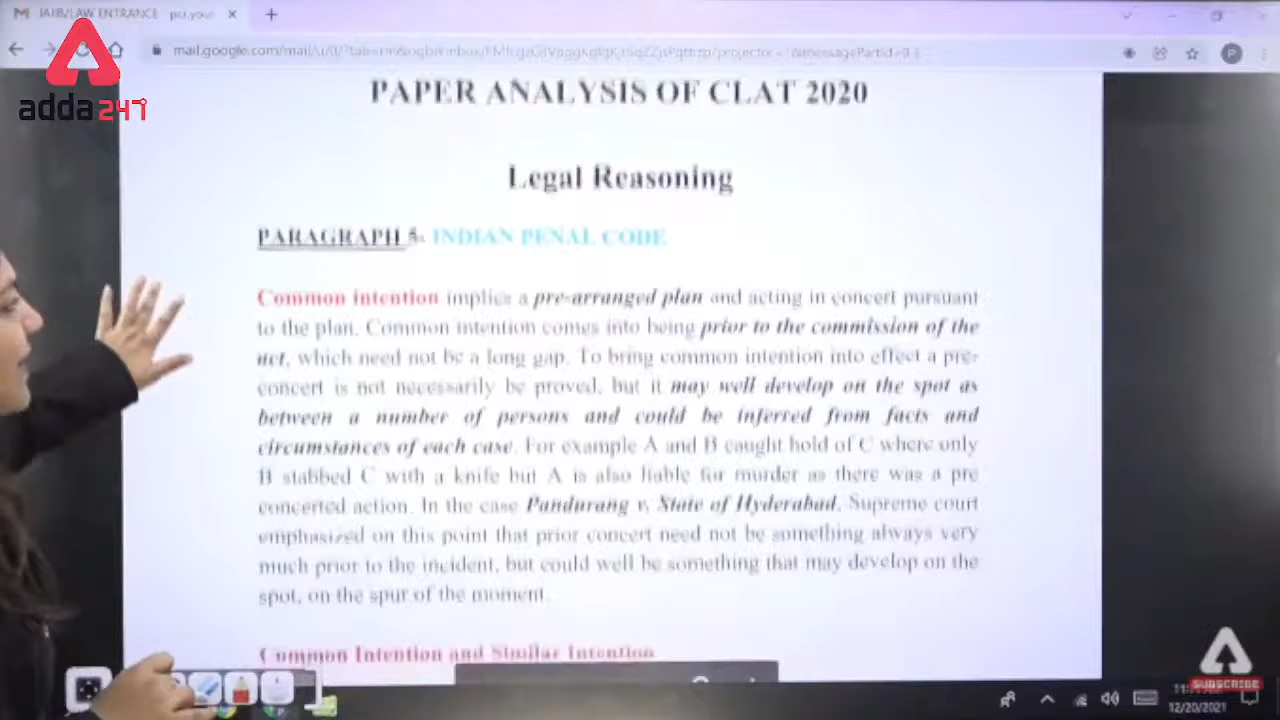 JAIIB/LAW ENTRANCE
adda247
PAPER ANALYSIS OF CLAT 2020
Legal Reasoning
PARAGRAPH 5- INDIAN PENAL CODE
Common intention implies a pre-arranged plan and acting in concert pursuant
to the plan. Common intention comes into being prior to the commission of the
act, which need not be a long gap. To bring common intention into effect a pre-
concert is not necessarily be proved, but it may well develop on the spot as
between a number of persons and could be inferred from facts and
circumstances of each case. For example A and B caught hold of C where only
B stabbed C with a knife but A is also liable for murder as there was a pre
concerted action. In the case Pandurang v. State of Hyderabad, Supreme court
emphasized on this point that prior concert need not be something always very
much prior to the incident, but could well be something that may develop on the
spot, on the spur of the moment.
Common Intention and Similar Intention
SUBSCRIBE
12/20/2021